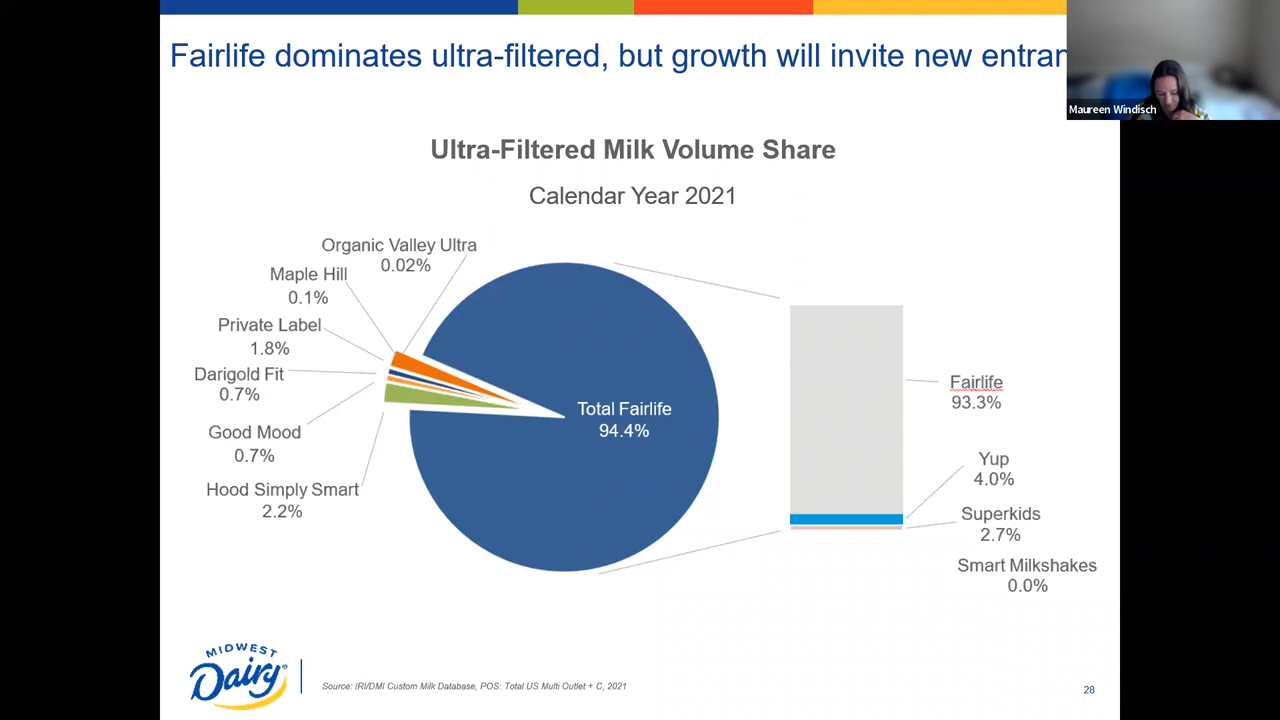 Fairlife dominates ultra-filtered, but growth will invite new entran
Maureen Windisch
Ultra-Filtered Milk Volume Share
Calendar Year 2021
Organic Valley Ultra
0.02%
Maple Hill
0.1%
Private Label
1.8%
Darigold Fit
0.7%
Good Mood
0.7%
Hood Simply Smart
2.2%
Total Fairlife
94.4%
Fairlife
93.3%
Yup
4.0%
Superkids
2.7%
Smart Milkshakes
0.0%
MIDWEST
Dairy
Source: IRI/DMI Custom Milk Database, POS: Total US Multi Outlet + C, 2021
28